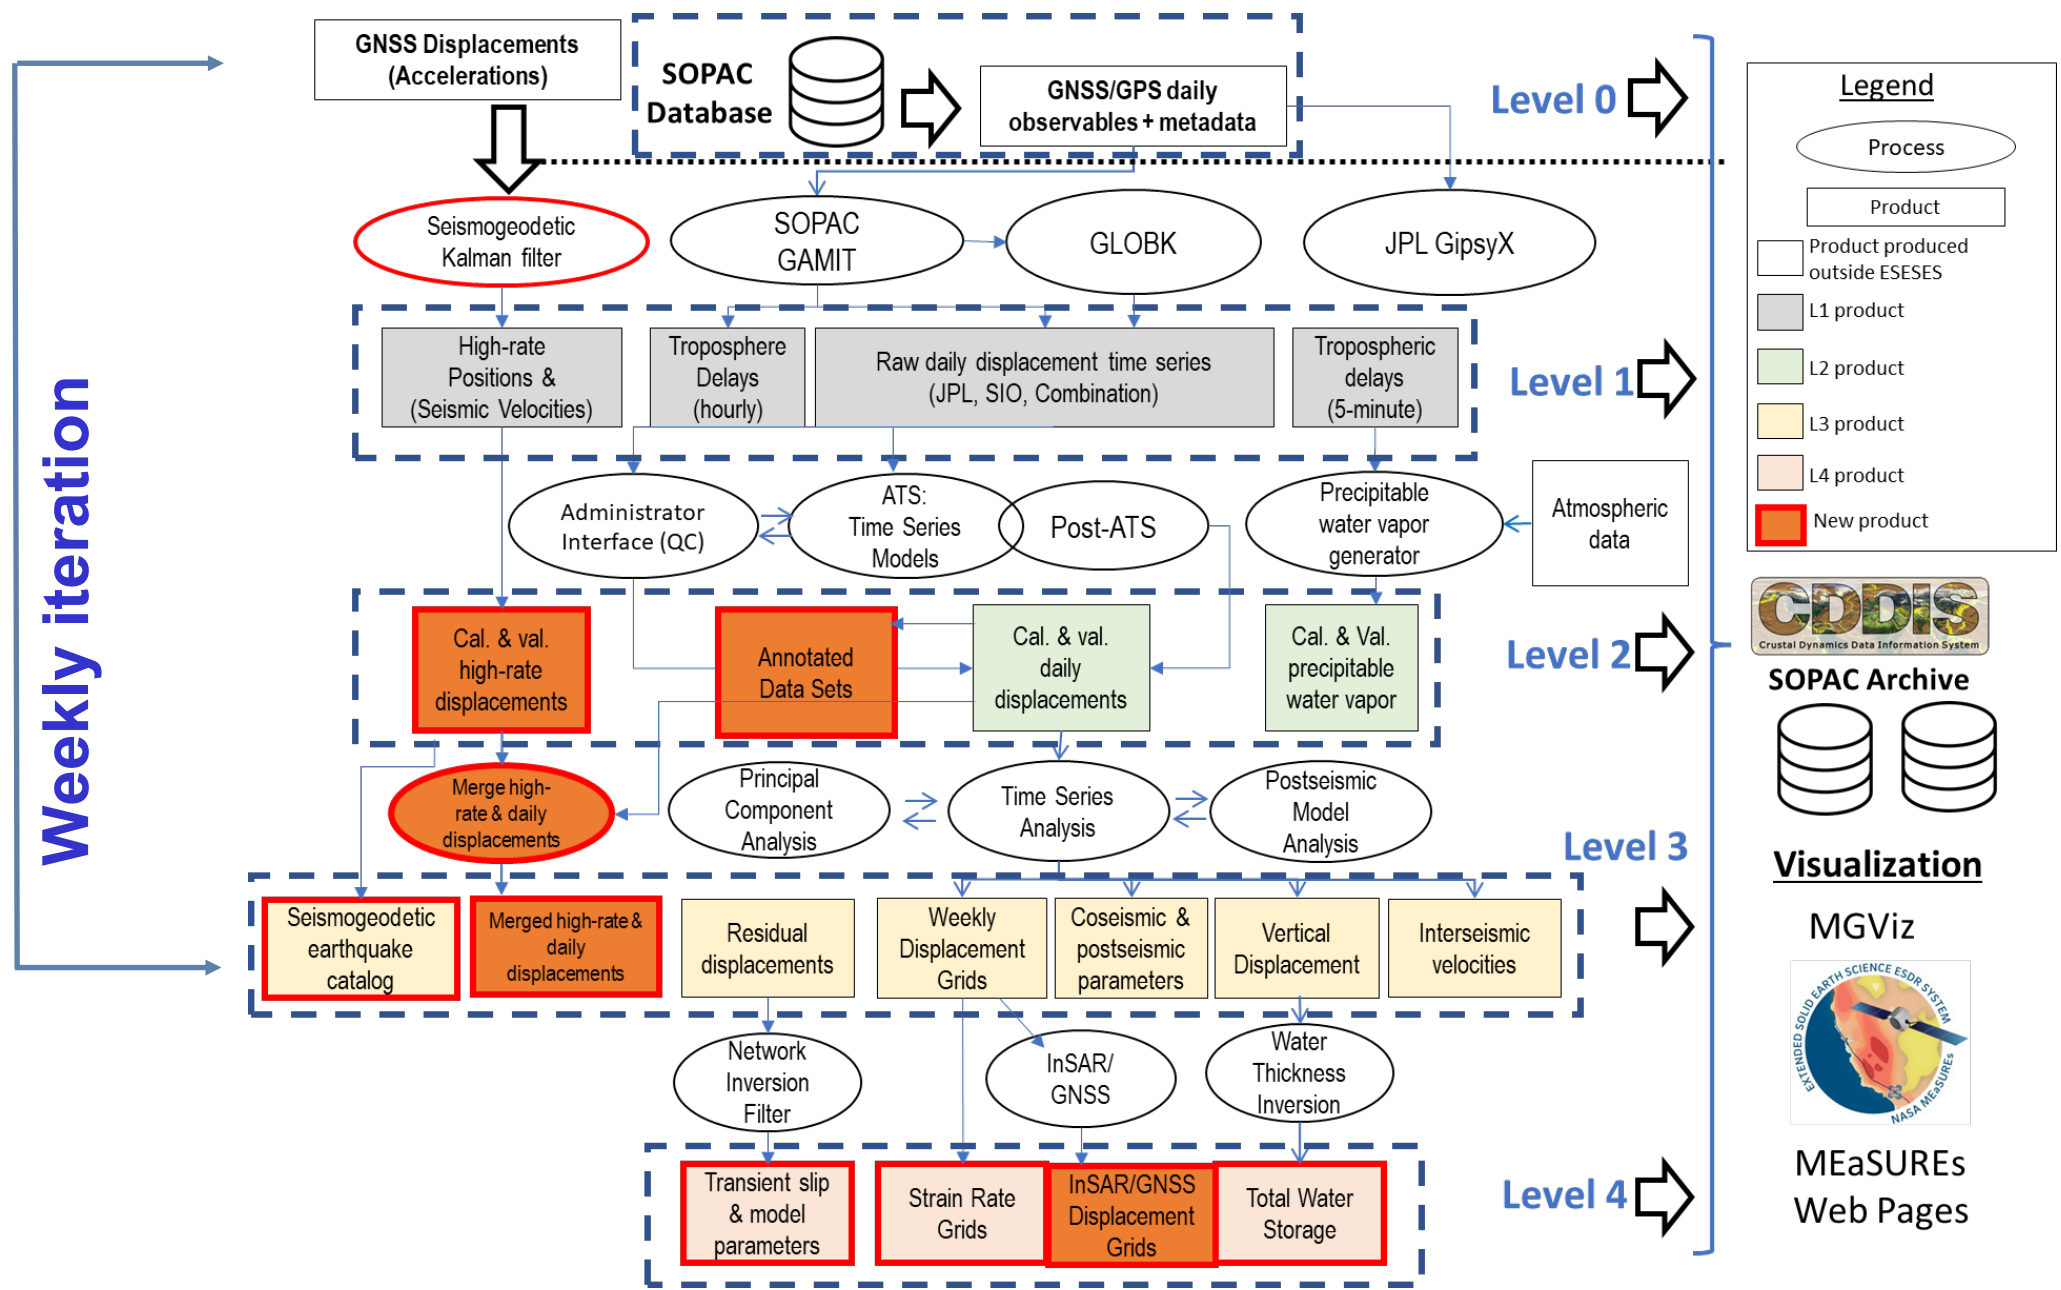 GNSS Displacements
(Accelerations)
SOPAC
Database
GNSS/GPS daily
observables + metadata
Level 0
Seismogeodetic
Kalman filter
SOPAC
GAMIT
GLOBK
JPL GipsyX
High-rate
Positions &
(Seismic Velocities)
Troposphere
Delays
(hourly)
Raw daily displacement time series
(JPL, SIO, Combination)
Tropospheric
delays
(5-minute)
Level 1
Weekly iteration
Administrator
Interface (QC)
ATS:
Time Series
Models
Post-ATS
Precipitable
water vapor
generator
Atmospheric
data
Cal. & val.
high-rate
displacements
Annotated
Data Sets
Cal. & val.
daily
displacements
Cal. & Val.
precipitable
water vapor
Level 2
Merge high-
rate & daily
displacements
Principal
Component
Analysis
Time Series
Analysis
Postseismic
Model
Analysis
Level 3
Seismogeodetic
earthquake
catalog
Merged high-rate &
daily
displacements
Residual
displacements
Weekly
Displacement
Grids
Coseismic &
postseismic
parameters
Vertical
Displacement
Interseismic
velocities
Network
Inversion
Filter
InSAR/
GNSS
Water
Thickness
Inversion
Transient slip
& model
parameters
Strain Rate
Grids
InSAR/GNSS
Displacement
Grids
Total Water
Storage
Level 4
Legend
Process
Product
Product produced
outside ESESES
L1 product
L2 product
L3 product
L4 product
New product
CDDIS
Crustal Dynamics Data Information System
SOPAC Archive
Visualization
MGViz
EXTENDED SOLID EARTH SCIENCE ESDR SYSTEM
NASA MEaSUREs
MEaSUREs
Web Pages